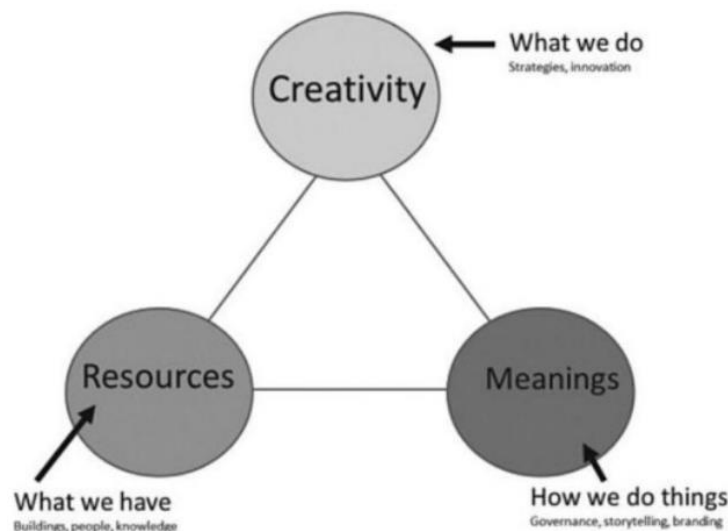 Creativity
What we do
Strategies, innovation
Resources
Meanings
What we have
Buildings, people, knowledge
How we do things
Governance, storytelling, branding